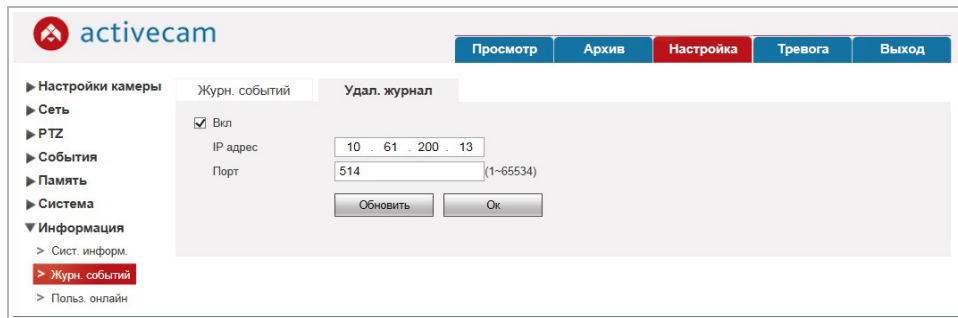 activecam
Просмотр Архив Настройка Тревога Выход
Настройки камеры
Сеть
PTZ
События
Память
Система
Информация
> Сист. информ.
> Журн. событий
> Польз. онлайн
Журн. событий Удал. журнал
Вкл
IP адрес 10 . 61 . 200 . 13
Порт 514 (1~65534)
Обновить Ок